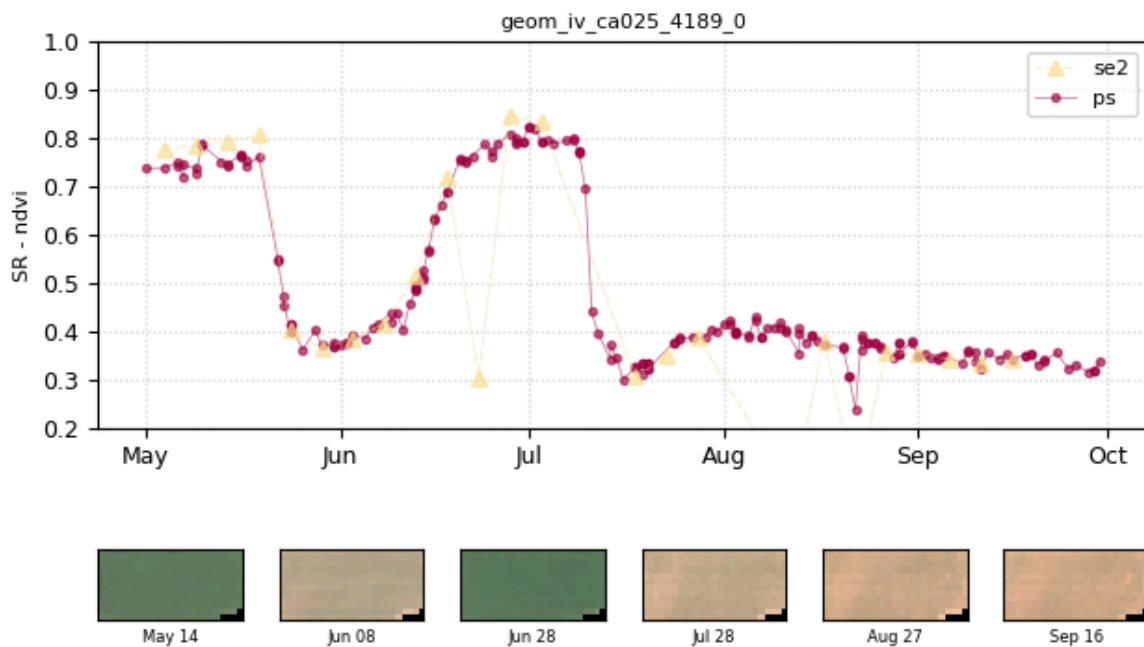 geom_iv_ca025_4189_0
1.0
0.9
0.8
0.7
0.6
0.5
0.4
0.3
0.2
SR - ndvi
se2
ps
May Jun Jul Aug Sep Oct
May 14 Jun 08 Jun 28 Jul 28 Aug 27 Sep 16